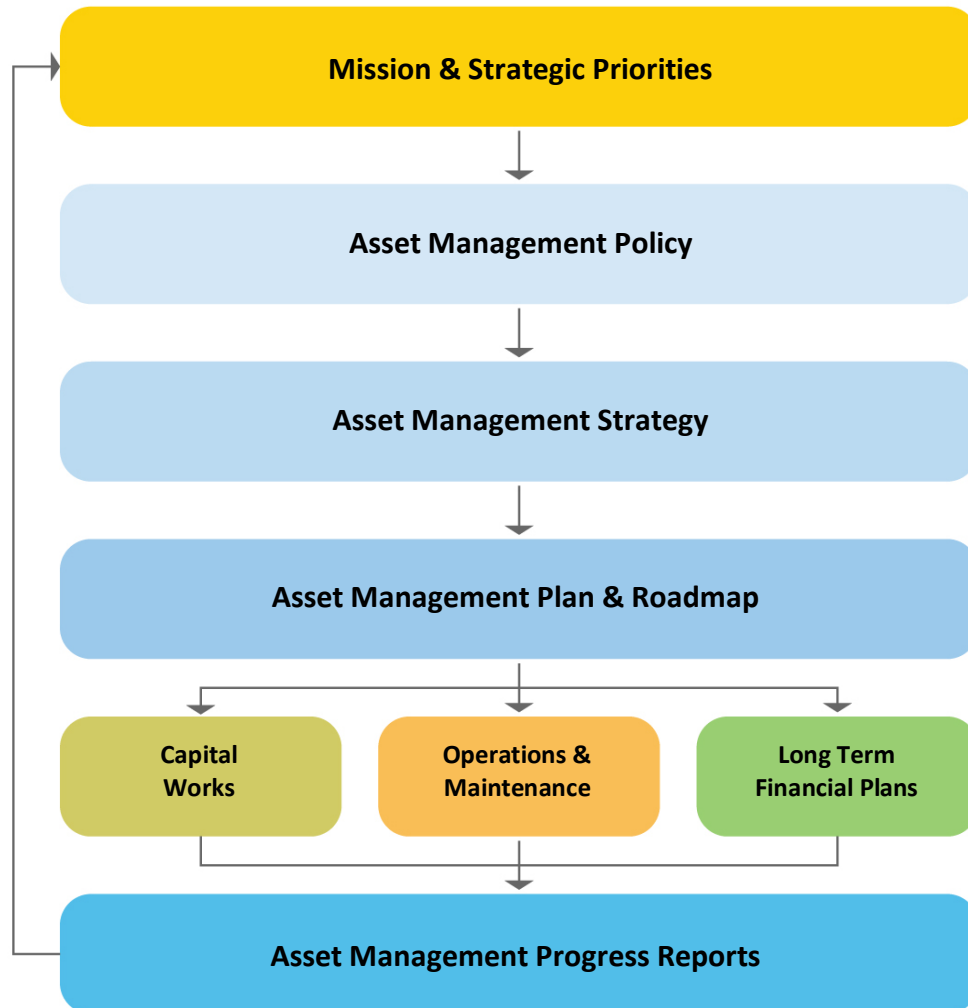 Mission & Strategic Priorities
Asset Management Policy
Asset Management Strategy
Asset Management Plan & Roadmap
Capital
Works
Operations &
Maintenance
Long Term
Financial Plans
Asset Management Progress Reports